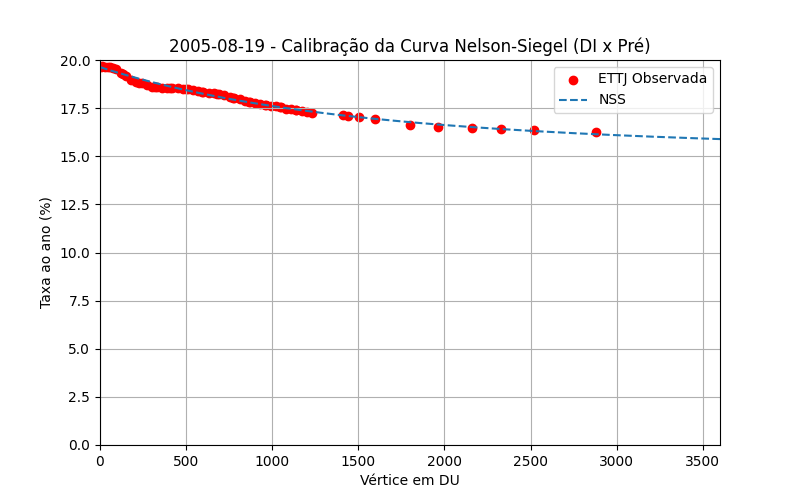 2005-08-19 - Calibração da Curva Nelson-Siegel (DI x Pré)
ETTJ Observada
NSS
Taxa ao ano (%)
20.0
17.5
15.0
12.5
10.0
7.5
5.0
2.5
0.0
0 500 1000 1500 2000 2500 3000 3500
Vértice em DU